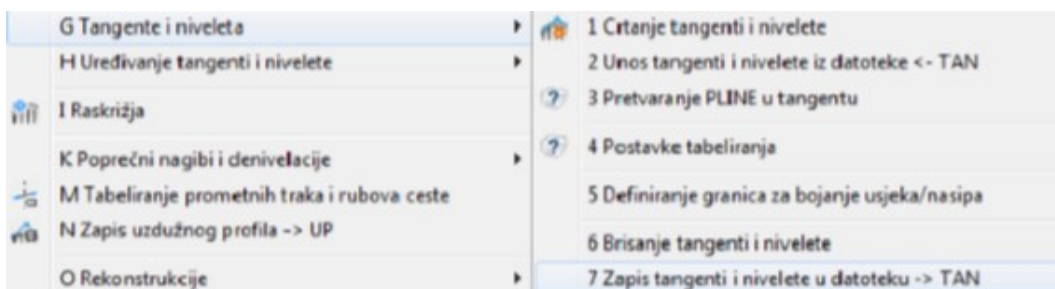 G Tangente i niveleta
H Uređivanje tangenti i nivelete
I Raskrižja
K Poprečni nagibi i denivelacije
M Tabeliranje prometnih traka i rubova ceste
N Zapis uzdužnog profila -> UP
O Rekonstrukcije
1 Crtanje tangenti i nivelete
2 Unos tangenti i nivelete iz datoteke <- TAN
3 Pretvaranje PLINE u tangentu
4 Postavke tabeliranja
5 Definiranje granica za bojanje usjeka/nasipa
6 Brisanje tangenti i nivelete
7 Zapis tangenti i nivelete u datoteku -> TAN